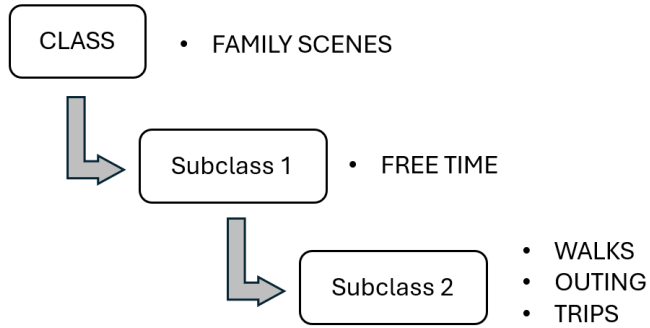 CLASS
• FAMILY SCENES
Subclass 1
• FREE TIME
Subclass 2
• WALKS
• OUTING
• TRIPS